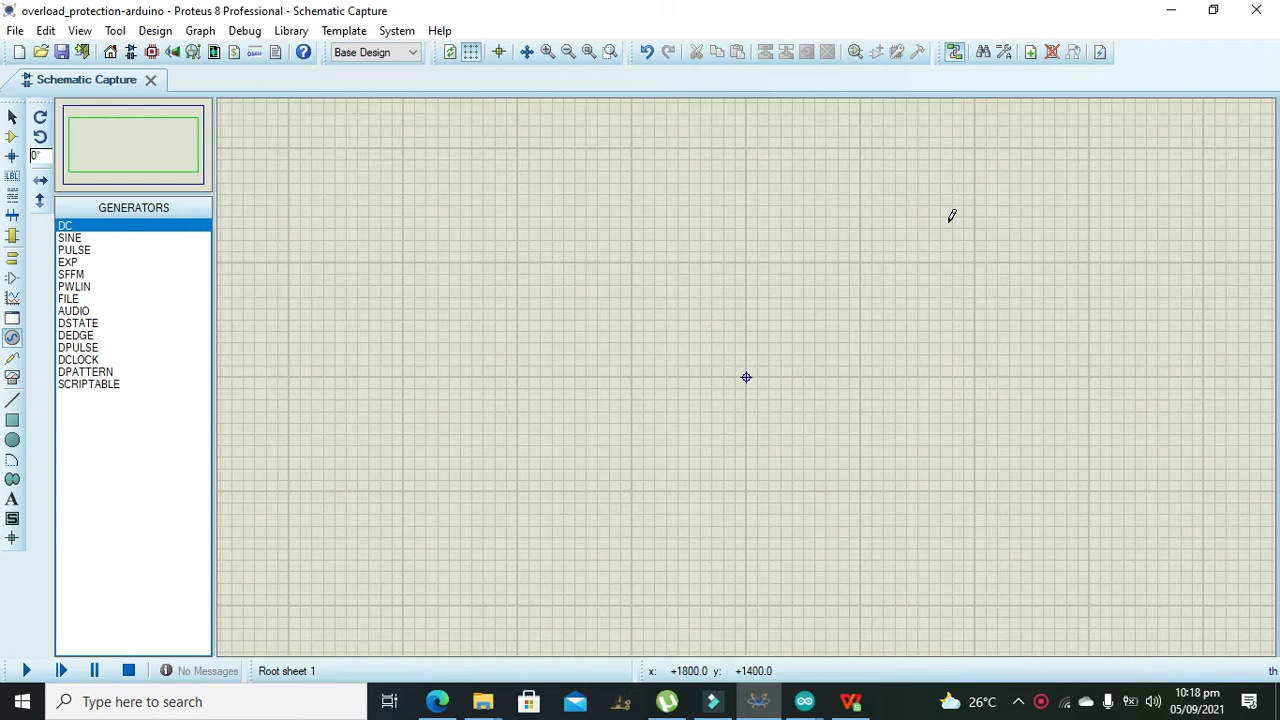 overload_protection-arduino - Proteus 8 Professional - Schematic Capture
File Edit View Tool Design Graph Debug Library Template System Help
Base Design
Schematic Capture
0°
LBL
GENERATORS
DC
SINE
PULSE
EXP
SFFM
PWLIN
FILE
AUDIO
DSTATE
DEDGE
DPULSE
DCLOCK
DPATTERN
SCRIPTABLE
A
S
No Messages
Root sheet 1
x: +1800.0 y: +1400.0
th
Type here to search
26°C
10:18 pm
05/09/2021